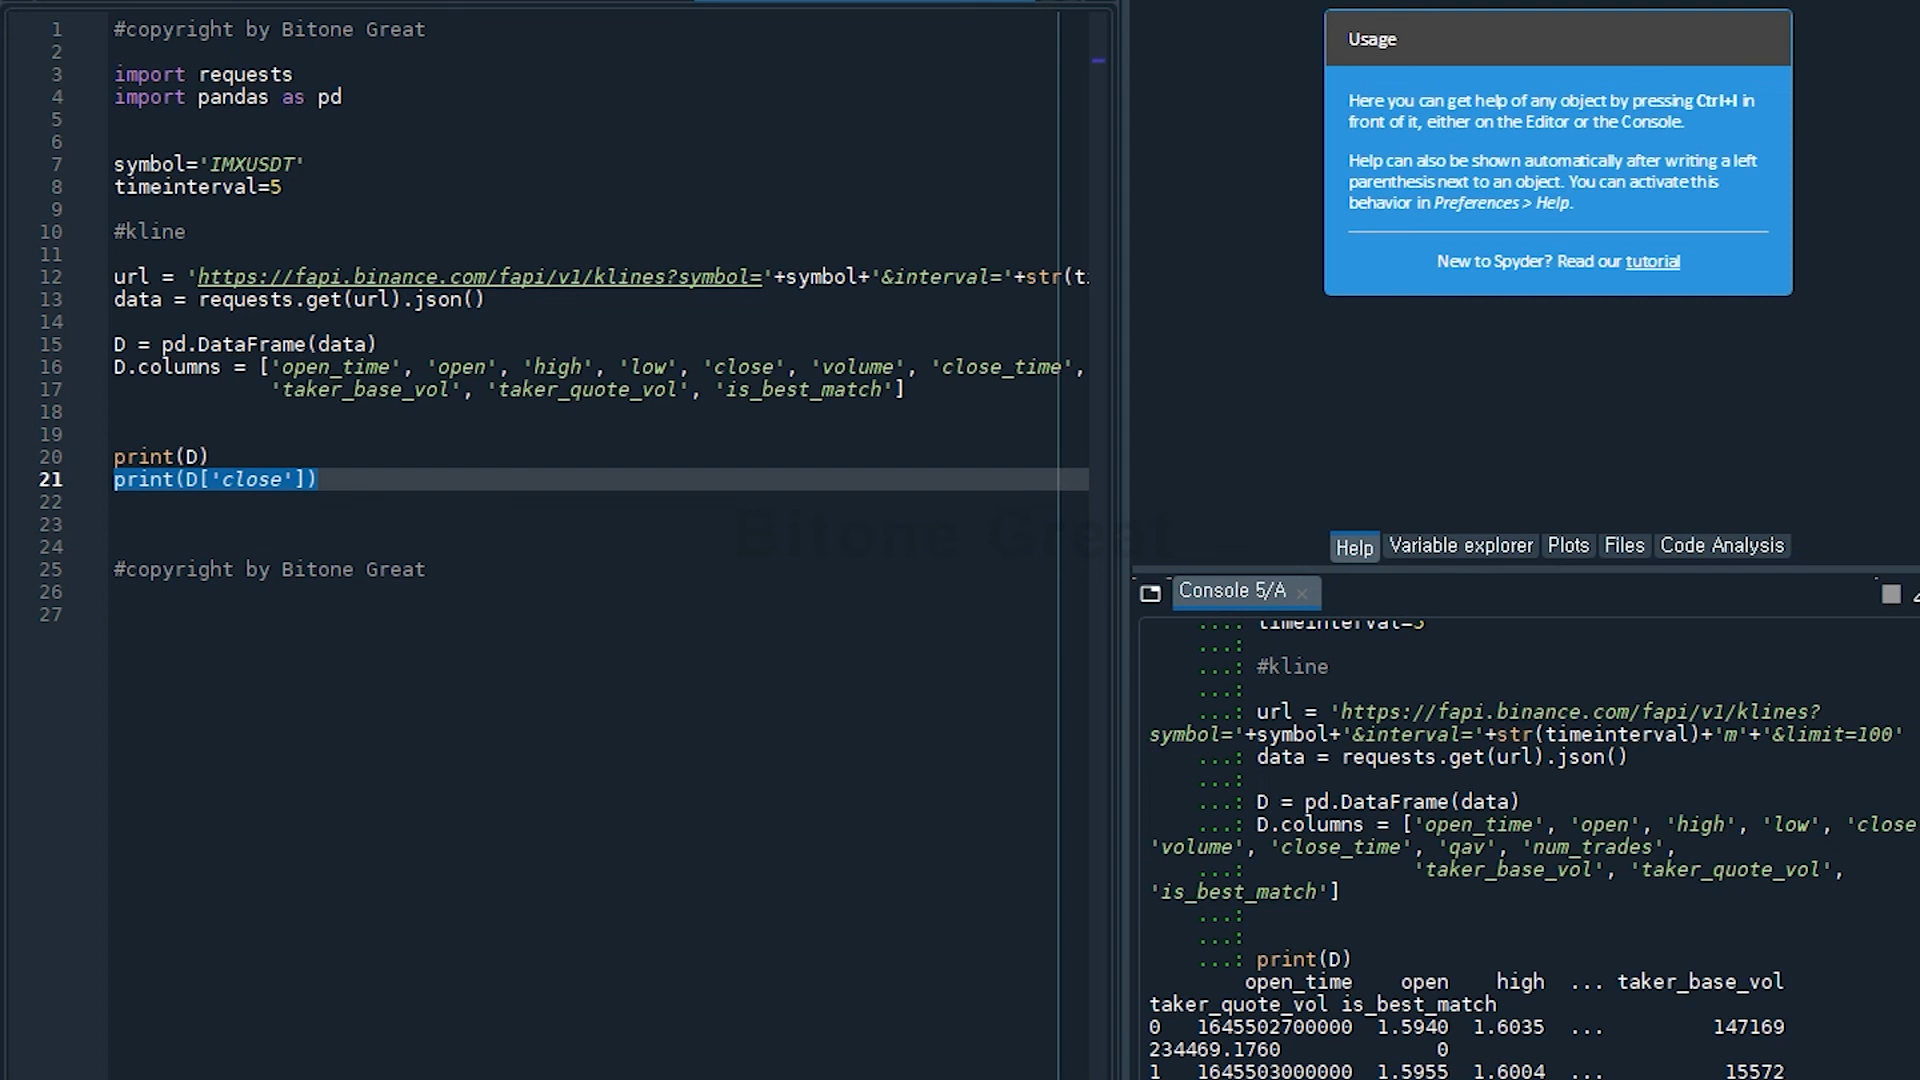 1 #copyright by Bitone Great
2
3 import requests
4 import pandas as pd
5
6
7 symbol='IMXUSDT'
8 timeinterval=5
9
10 #kline
11
12 url = 'https://fapi.binance.com/fapi/v1/klines?symbol='+symbol+'&interval='+str(ti
13 data = requests.get(url).json()
14
15 D = pd.DataFrame(data)
16 D.columns = ['open_time', 'open', 'high', 'low', 'close', 'volume', 'close_time',
17 'taker_base_vol', 'taker_quote_vol', 'is_best_match']
18
19
20 print(D)
21 print(D['close'])
22
23
24
25 #copyright by Bitone Great
26
27
Bitone Great
Usage
Here you can get help of any object by pressing Ctrl+I in
front of it, either on the Editor or the Console.
Help can also be shown automatically after writing a left
parenthesis next to an object. You can activate this
behavior in Preferences > Help.
New to Spyder? Read our tutorial
Help Variable explorer Plots Files Code Analysis
Console 5/A
...: timeinterval=5
...:
...: #kline
...:
...: url = 'https://fapi.binance.com/fapi/v1/klines?
symbol='+symbol+'&interval='+str(timeinterval)+'m'+'&limit=100'
...: data = requests.get(url).json()
...:
...: D = pd.DataFrame(data)
...: D.columns = ['open_time', 'open', 'high', 'low', 'close
'volume', 'close_time', 'qav', 'num_trades',
...: 'taker_base_vol', 'taker_quote_vol',
'is_best_match']
...:
...:
...: print(D)
open_time open high ... taker_base_vol
taker_quote_vol is_best_match
0 1645502700000 1.5940 1.6035 ... 147169
234469.1760 0
1 1645503000000 1.5955 1.6004 ... 15572